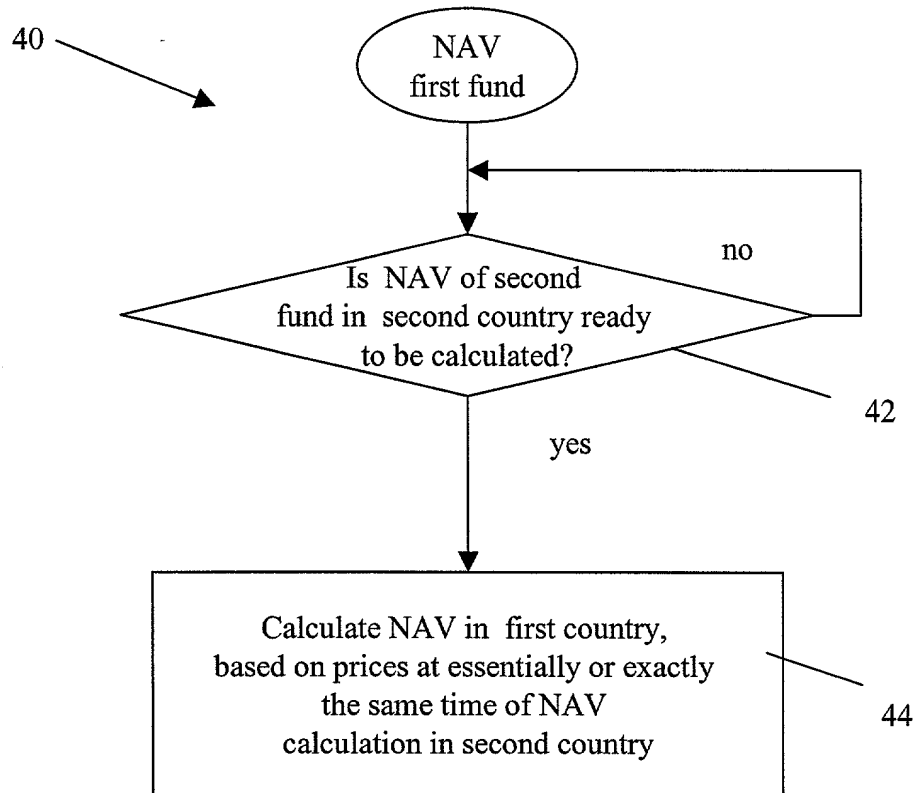 40
NAV
first fund
no
Is NAV of second
fund in second country ready
to be calculated?
42
yes
Calculate NAV in first country,
based on prices at essentially or exactly
the same time of NAV
calculation in second country
44